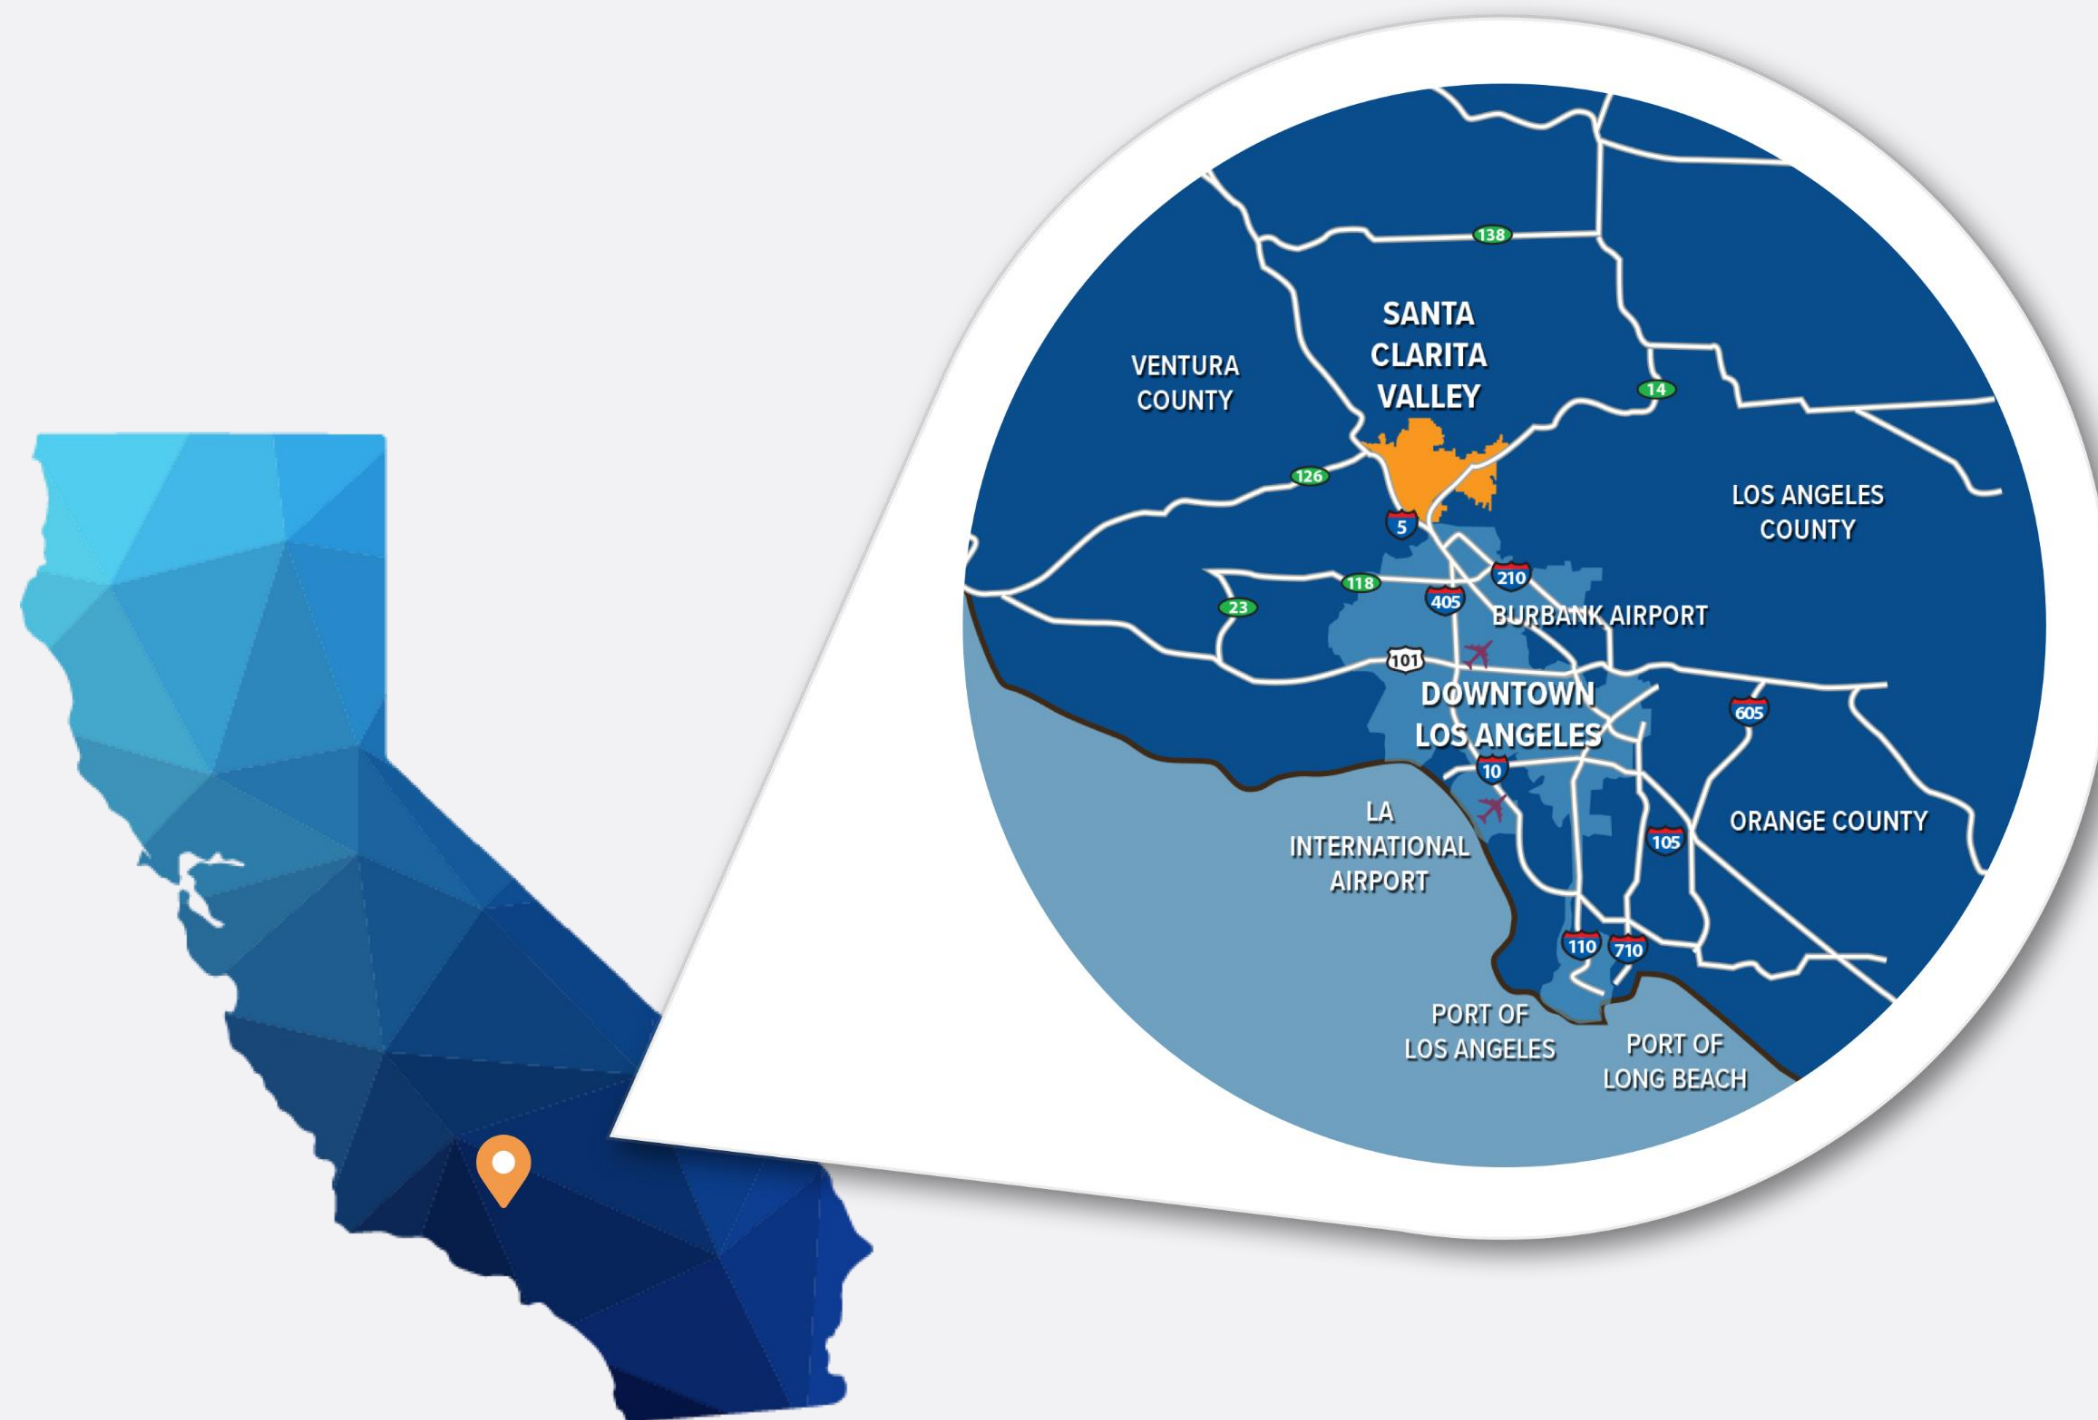 138
SANTA
CLARITA
VALLEY
VENTURA
COUNTY
14
126
LOS ANGELES
COUNTY
5
118
210
405
23
BURBANK AIRPORT
101
DOWNTOWN
LOS ANGELES
605
10
LA
INTERNATIONAL
AIRPORT
ORANGE COUNTY
105
110
710
PORT OF
LOS ANGELES
PORT OF
LONG BEACH